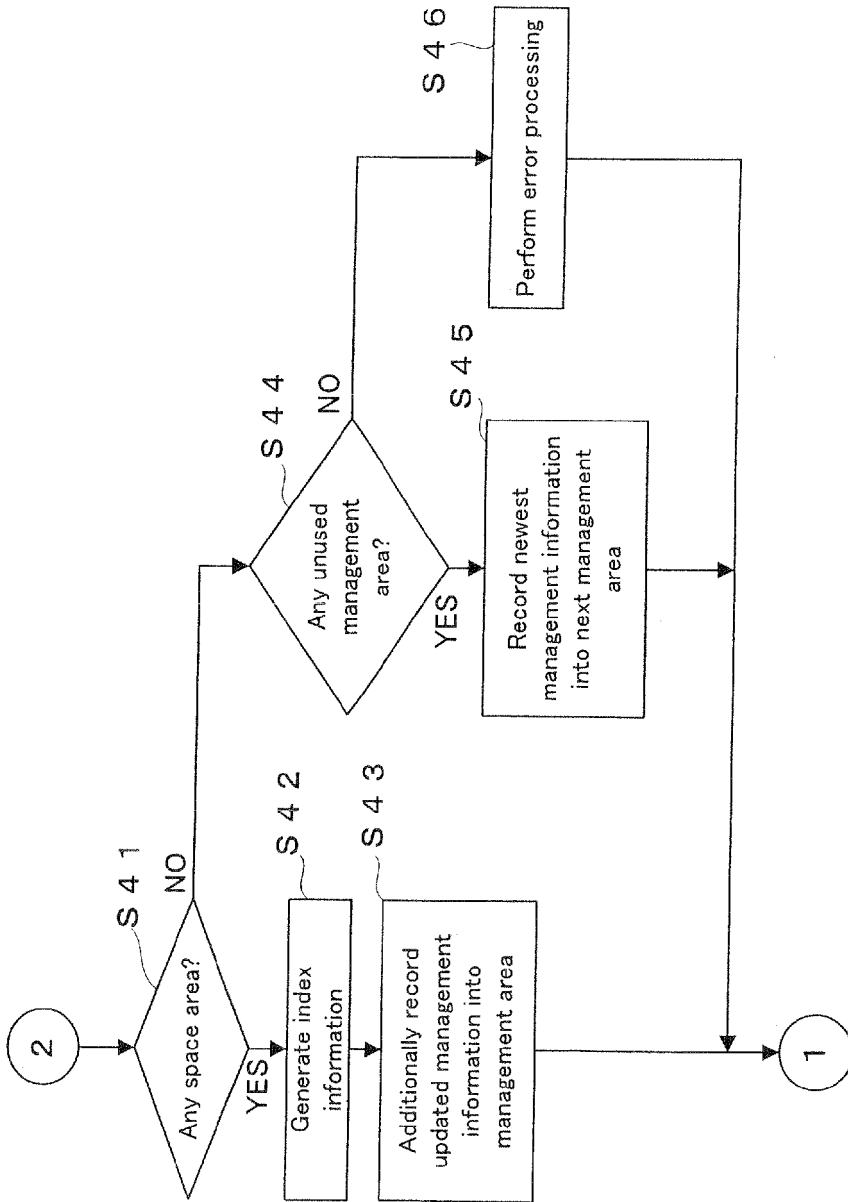 2
S 4 1
Any space area?
NO
YES
S 4 2
Generate index
information
S 4 3
Additionally record
updated management
information into
management area
S 4 4
Any unused
management
area?
NO
YES
S 4 5
Record newest
management information
into next management
area
S 4 6
Perform error processing
1